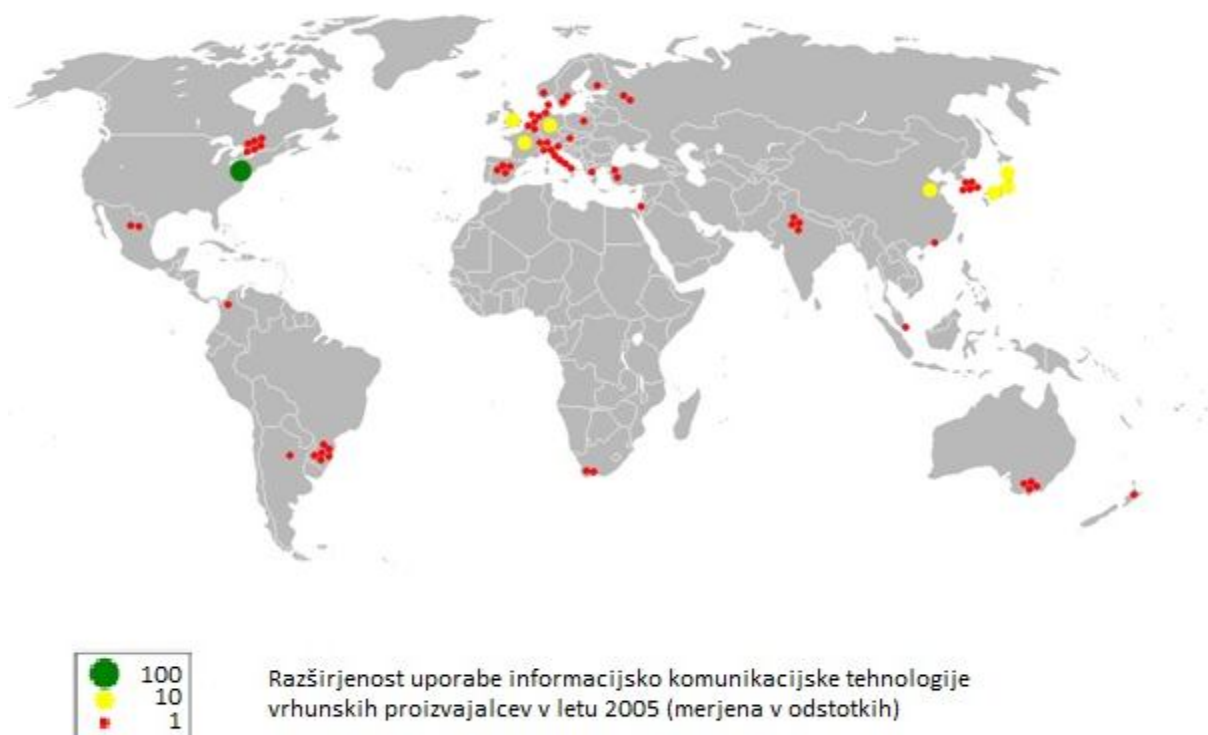 100
10
1
Razširjenost uporabe informacijsko komunikacijske tehnologije
vrhunskih proizvajalcev v letu 2005 (merjena v odstotkih)